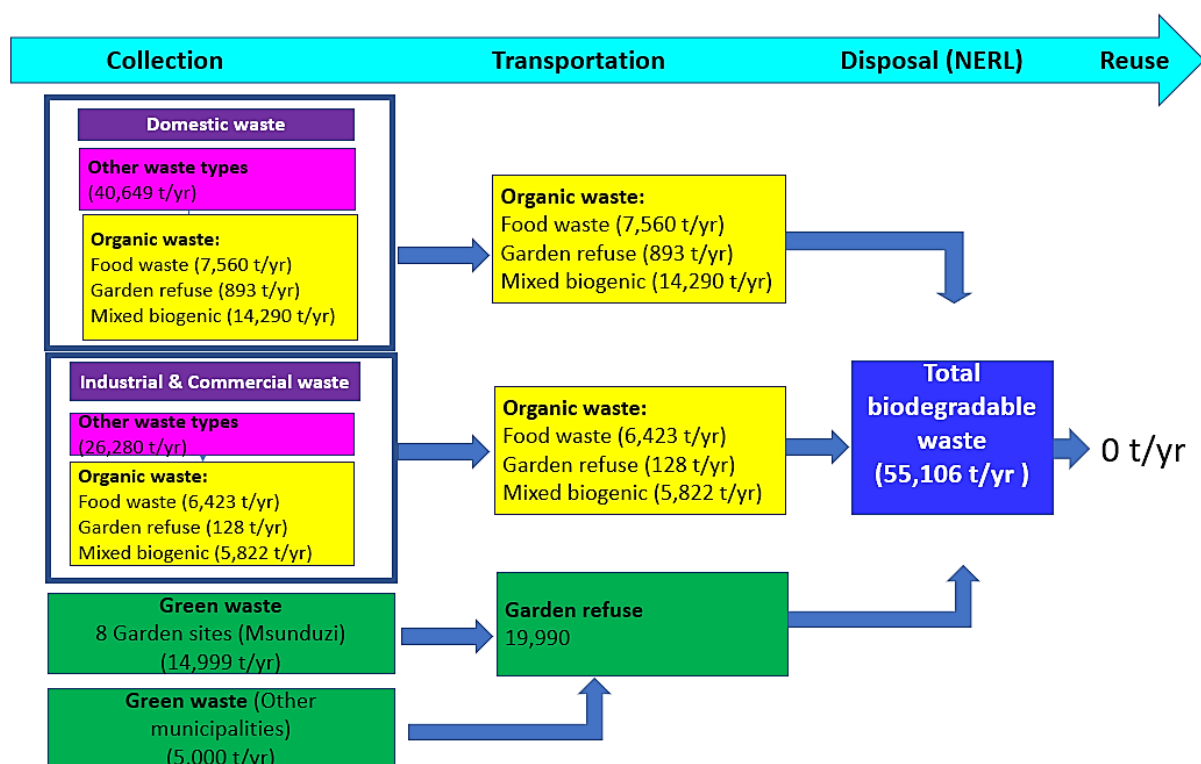 Collection
Transportation
Disposal (NERL)
Reuse
Domestic waste
Other waste types
(40,649 t/yr)
Organic waste:
Food waste (7,560 t/yr)
Garden refuse (893 t/yr)
Mixed biogenic (14,290 t/yr)
Industrial & Commercial waste
Other waste types
(26,280 t/yr)
Organic waste:
Food waste (6,423 t/yr)
Garden refuse (128 t/yr)
Mixed biogenic (5,822 t/yr)
Green waste
8 Garden sites (Msunduzi)
(14,999 t/yr)
Green waste (Other
municipalities)
(5,000 t/yr)
Organic waste:
Food waste (7,560 t/yr)
Garden refuse (893 t/yr)
Mixed biogenic (14,290 t/yr)
Organic waste:
Food waste (6,423 t/yr)
Garden refuse (128 t/yr)
Mixed biogenic (5,822 t/yr)
Garden refuse
19,990
Total
biodegradable
waste
(55,106 t/yr )
0 t/yr